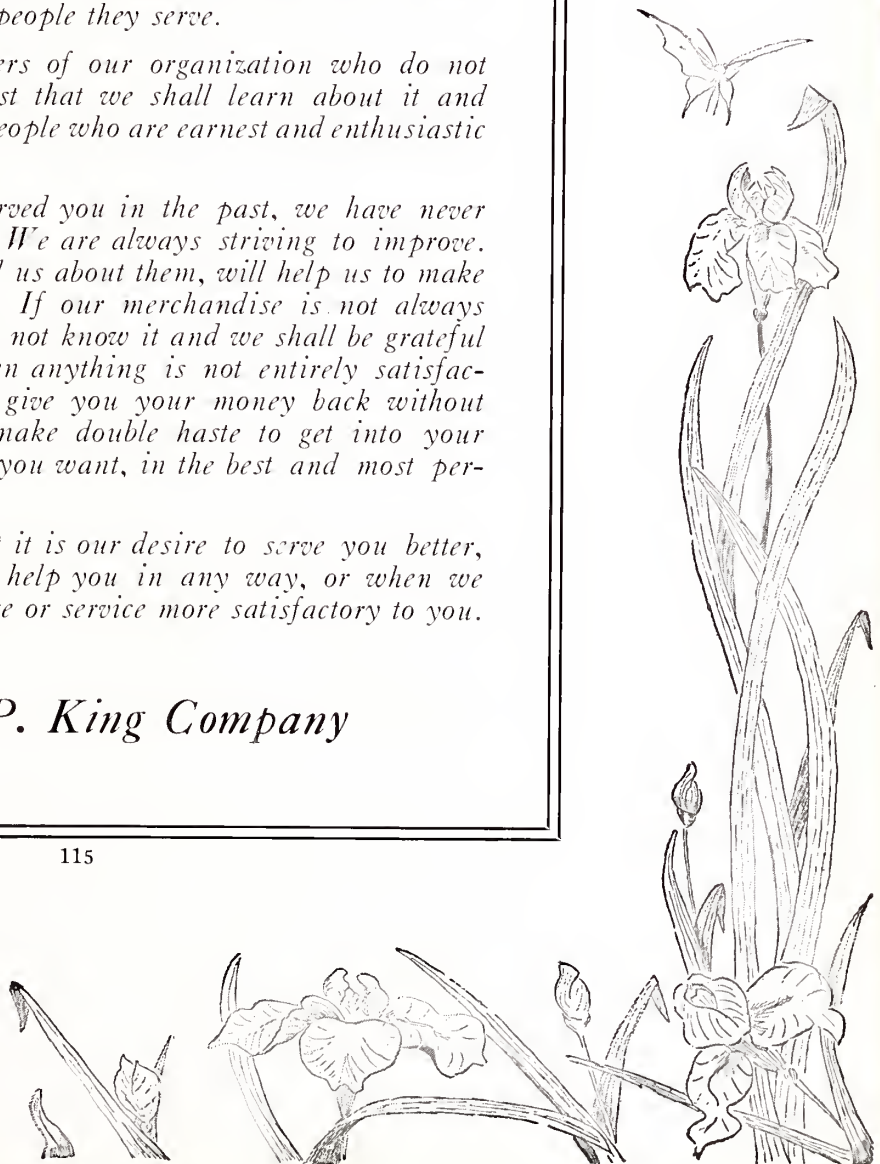 people they serve.
ers of our organization who do not
st that we shall learn about it and
eople who are earnest and enthusiastic
rved you in the past, we have never
We are always striving to improve.
us about them, will help us to make
If our merchandise is not always
not know it and we shall be grateful
n anything is not entirely satisfac-
give you your money back without
make double haste to get into your
you want, in the best and most per-
it is our desire to serve you better,
help you in any way, or when we
e or service more satisfactory to you.
P. King Company
115